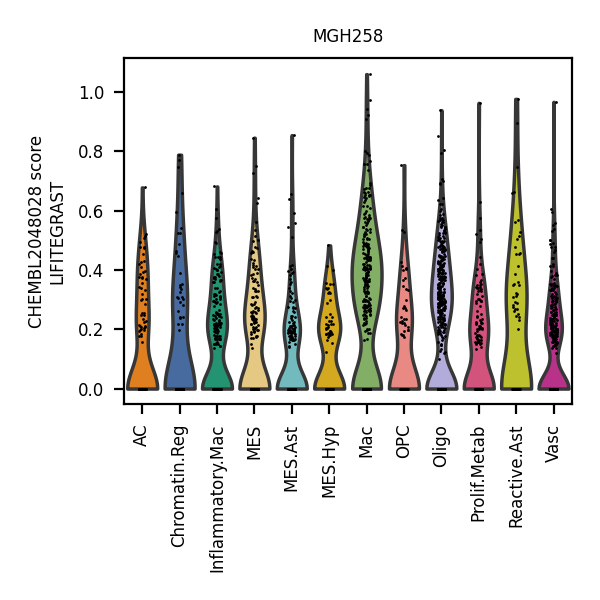 MGH258
CHEMBL2048028 score
LIFITEGRAST
1.0
0.8
0.6
0.4
0.2
0.0
AC
Chromatin.Reg
Inflammatory.Mac
MES
MES.Ast
MES.Hyp
Mac
OPC
Oligo
Prolif.Metab
Reactive.Ast
Vasc